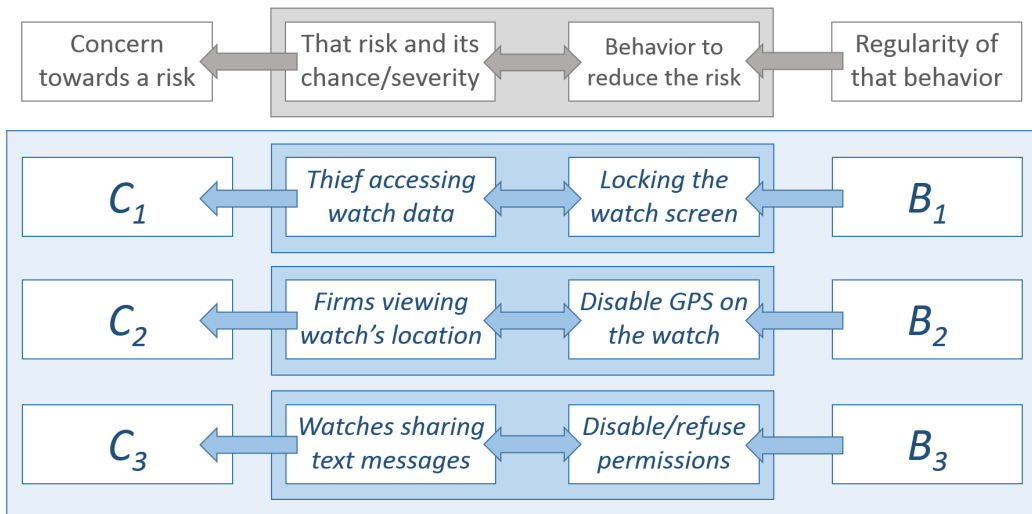 Concern
towards a risk
That risk and its
chance/severity
Behavior to
reduce the risk
Regularity of
that behavior
C1
Thief accessing
watch data
Locking the
watch screen
B1
C2
Firms viewing
watch's location
Disable GPS on
the watch
B2
C3
Watches sharing
text messages
Disable/refuse
permissions
B3